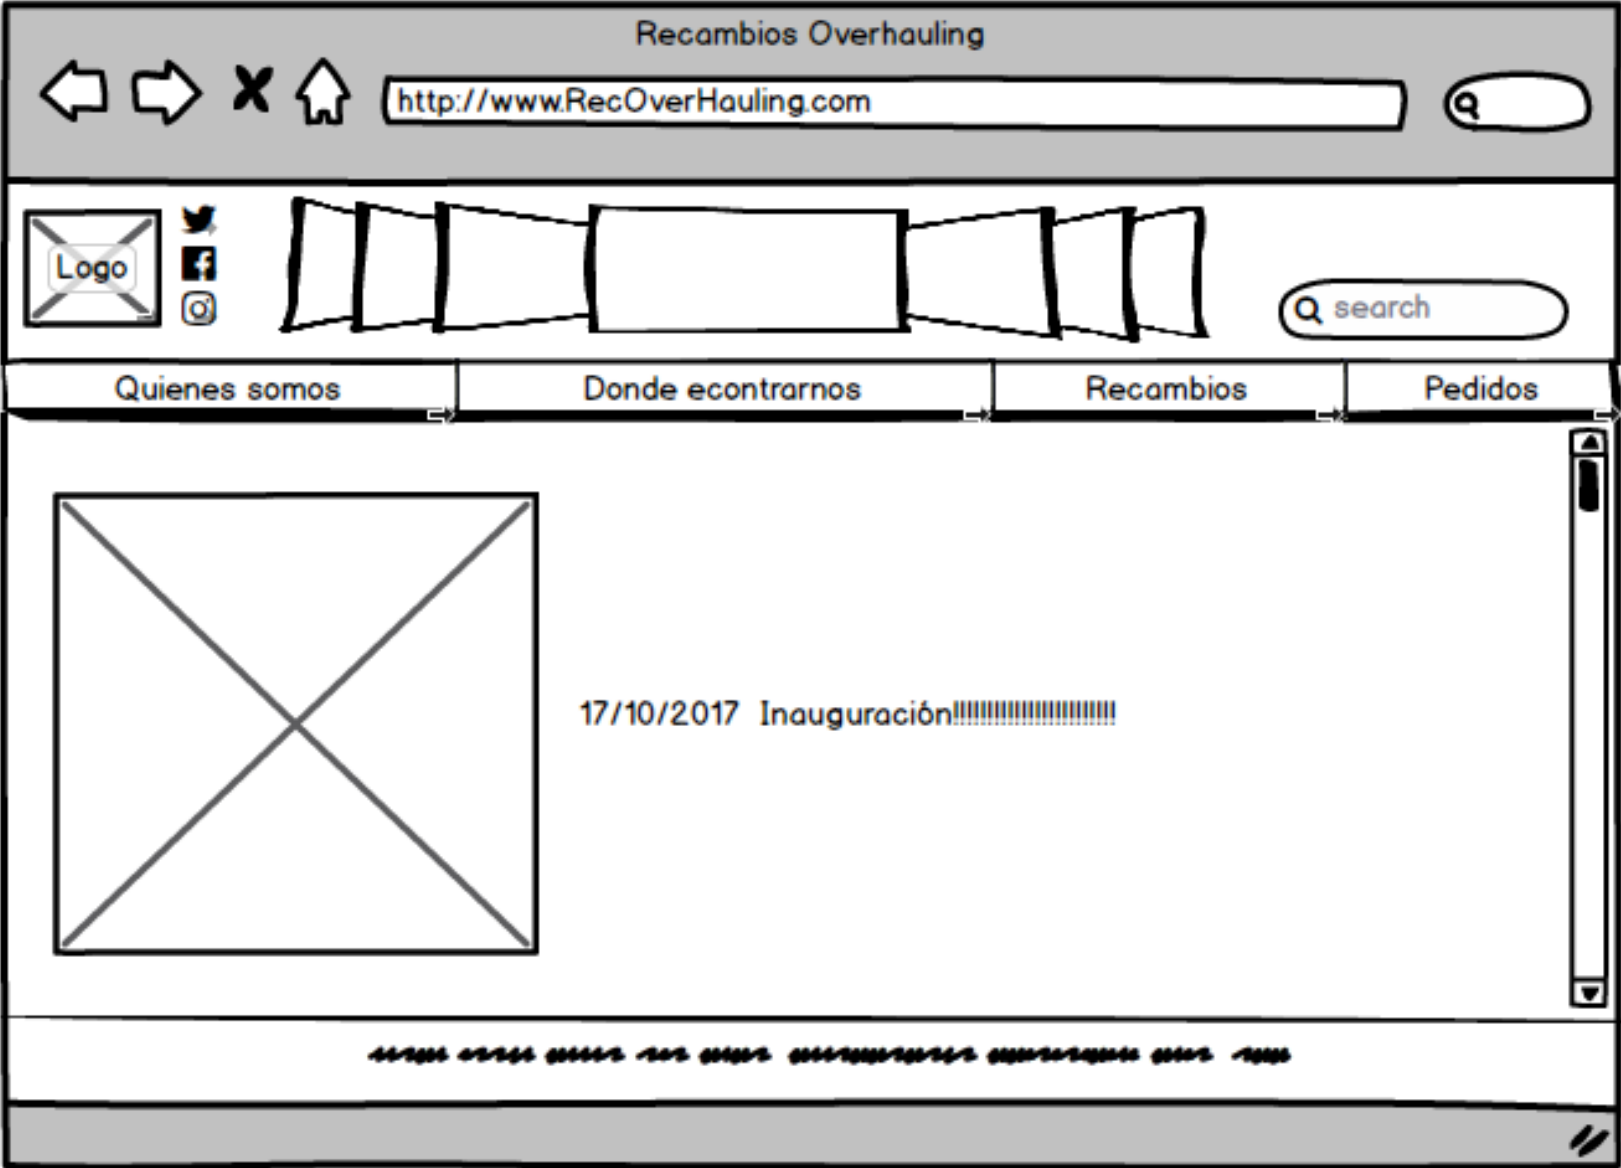 Recambios Overhauling
http://www.RecOverHauling.com
Logo
search
Quienes somos Donde econtrarnos Recambios Pedidos
17/10/2017 Inauguración!!!!!!!!!!!!!!!!!!!!!!!!